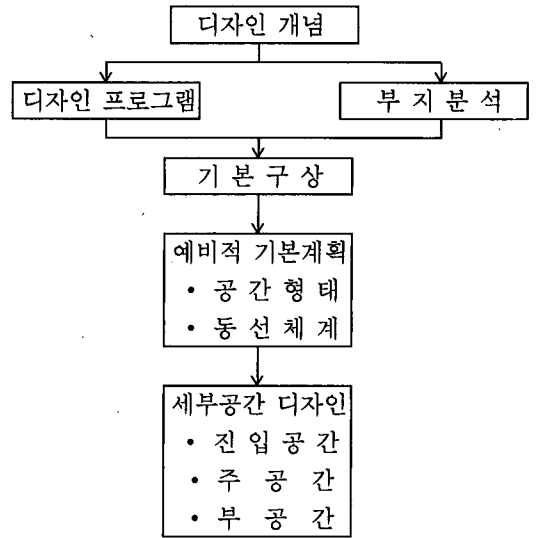 디자인 개념
디자인 프로그램
부 지 분 석
기 본 구 상
예비적 기본계획
• 공 간 형 태
• 동 선 체 계
세부공간 디자인
• 진 입 공 간
• 주 공 간
• 부 공 간